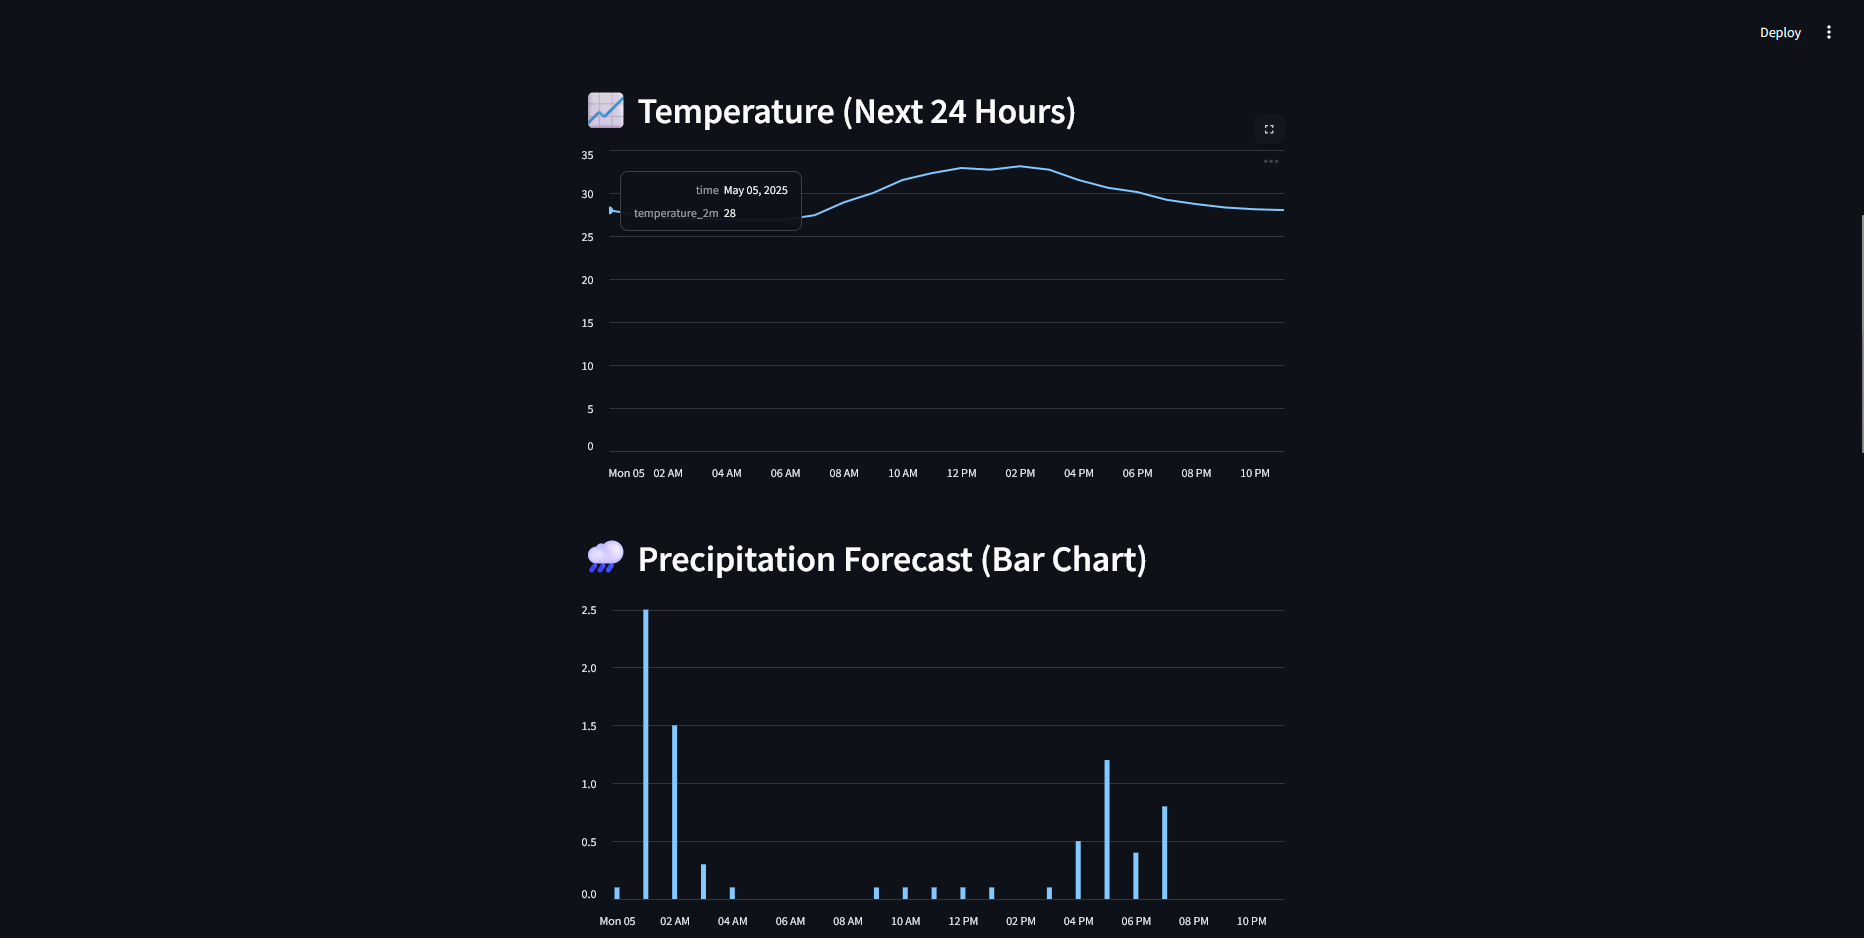 Deploy
Temperature (Next 24 Hours)
35
time May 05, 2025
30
temperature_2m 28
25
20
15
10
5
0
Mon 05 02 AM 04 AM 06 AM 08 AM 10 AM 12 PM 02 PM 04 PM 06 PM 08 PM 10 PM
Precipitation Forecast (Bar Chart)
2.5
2.0
1.5
1.0
0.5
0.0
Mon 05 02 AM 04 AM 06 AM 08 AM 10 AM 12 PM 02 PM 04 PM 06 PM 08 PM 10 PM